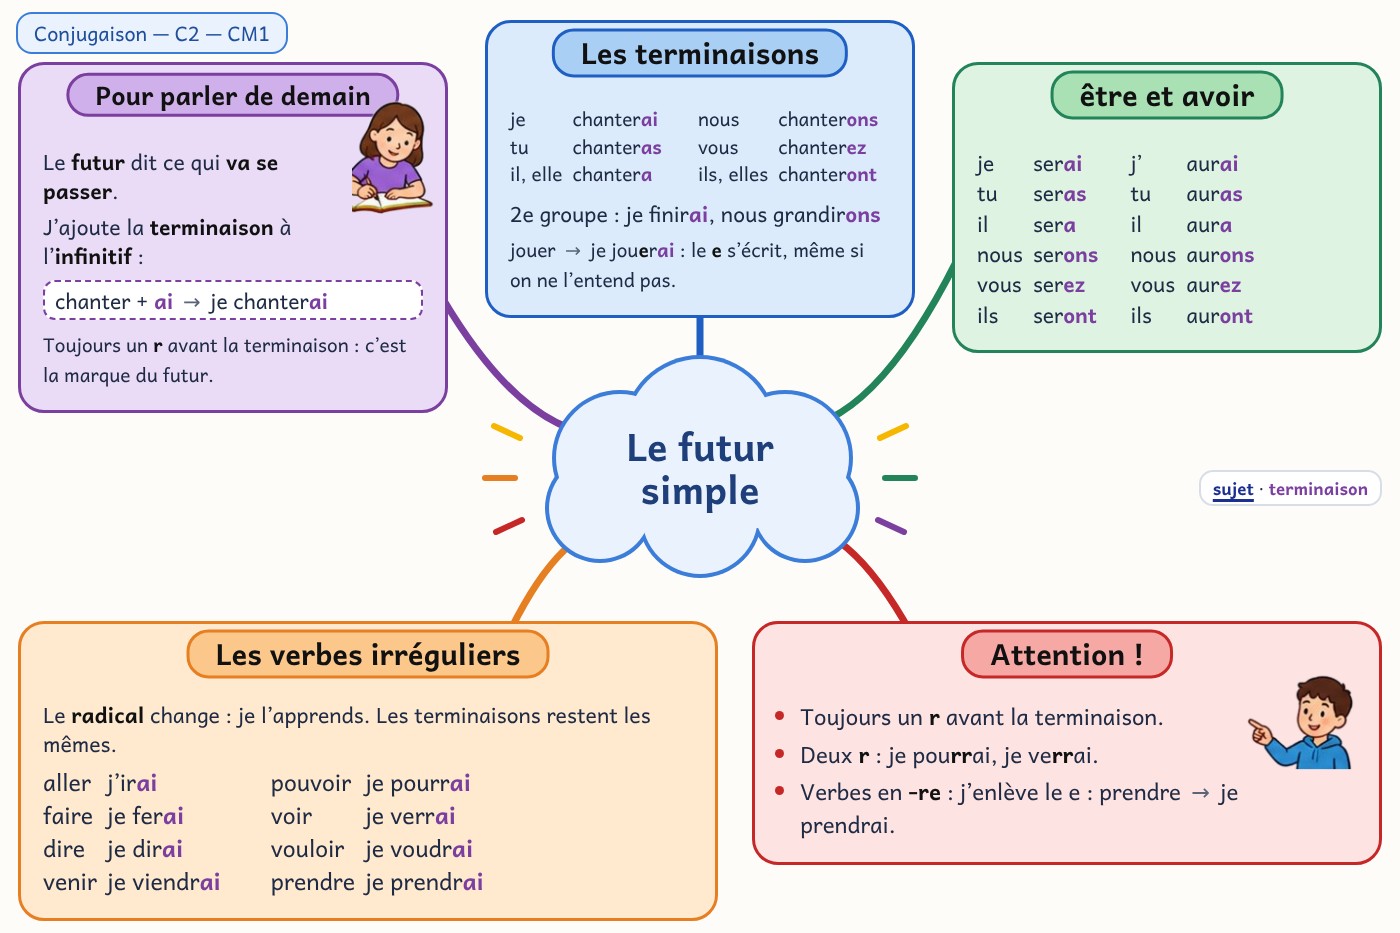 Conjugaison — C2 — CM1
Pour parler de demain
Le futur dit ce qui va se
passer.
J’ajoute la terminaison à
l’infinitif :
chanter + ai → je chanterai
Toujours un r avant la terminaison : c’est
la marque du futur.
Les terminaisons
je chanterai nous chanterons
tu chanteras vous chanterez
il, elle chantera ils, elles chanteront
2e groupe : je finirai, nous grandirons
jouer → je jouerai : le e s’écrit, même si
on ne l’entend pas.
être et avoir
je serai j’ aurai
tu seras tu auras
il sera il aura
nous serons nous aurons
vous serez vous aurez
ils seront ils auront
Le futur
simple
sujet · terminaison
Les verbes irréguliers
Le radical change : je l’apprends. Les terminaisons restent les
mêmes.
aller j’irai pouvoir je pourrai
faire je ferai voir je verrai
dire je dirai vouloir je voudrai
venir je viendrai prendre je prendrai
Attention !
• Toujours un r avant la terminaison.
• Deux r : je pourrai, je verrai.
• Verbes en -re : j’enlève le e : prendre → je
prendrai.